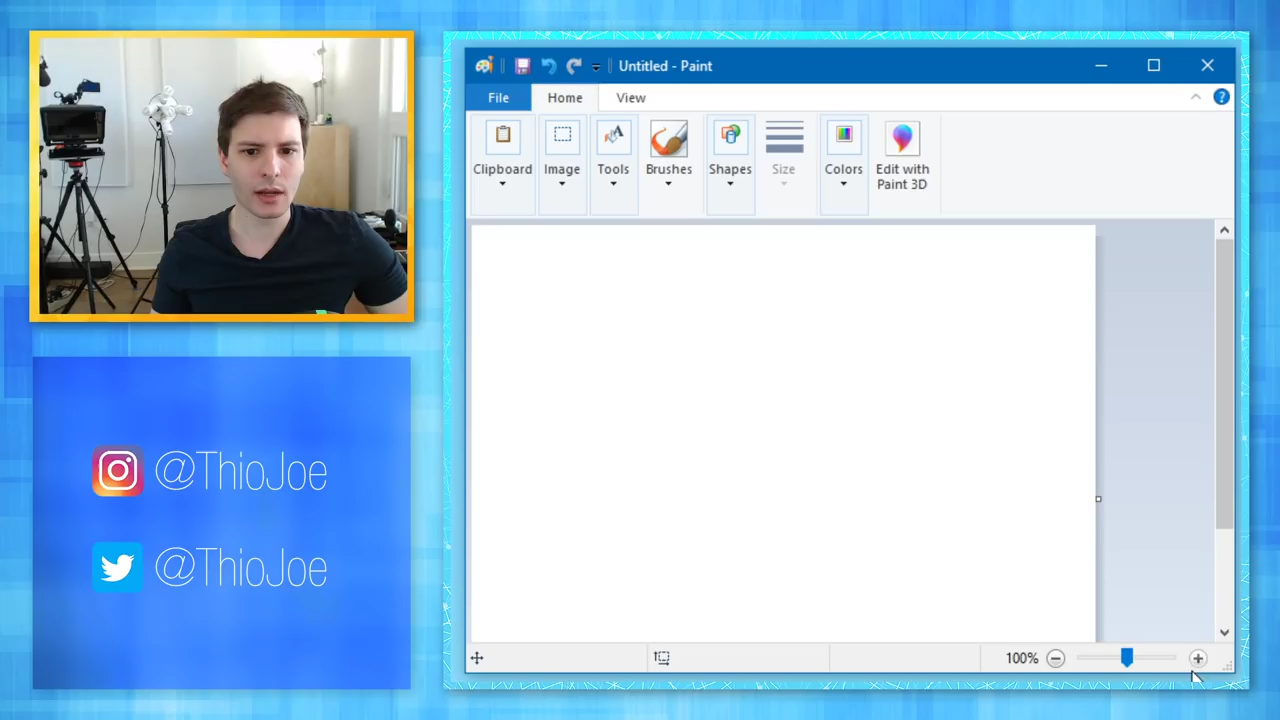 Untitled - Paint
File Home View
Clipboard Image Tools Brushes Shapes Size Colors Edit with
Paint 3D
@ThioJoe
@ThioJoe
100%